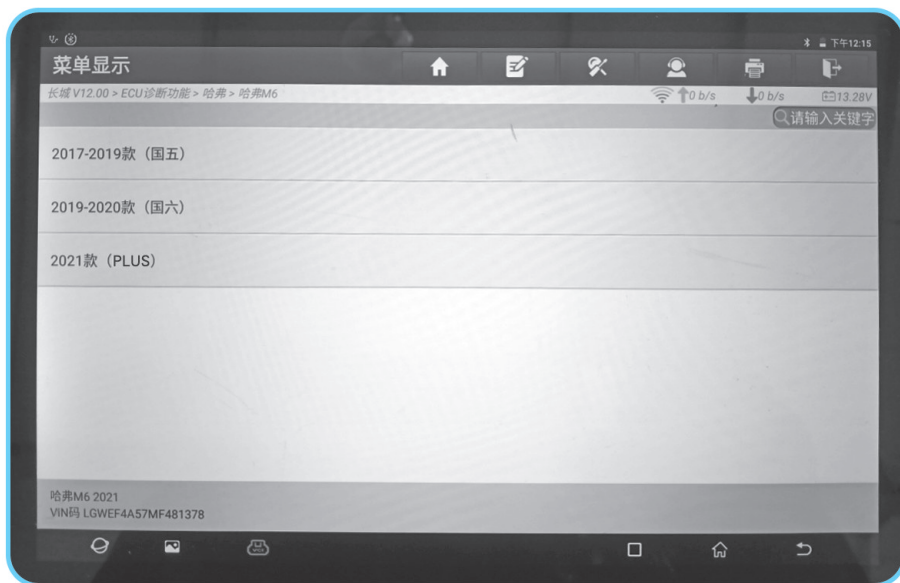 下午12:15
菜单显示
长城 V12.00 > ECU诊断功能 > 哈弗 > 哈弗M6
0 b/s
0 b/s
13.28V
请输入关键字
2017-2019款（国五）
2019-2020款（国六）
2021款（PLUS）
哈弗M6 2021
VIN码 LGWEF4A57MF481378